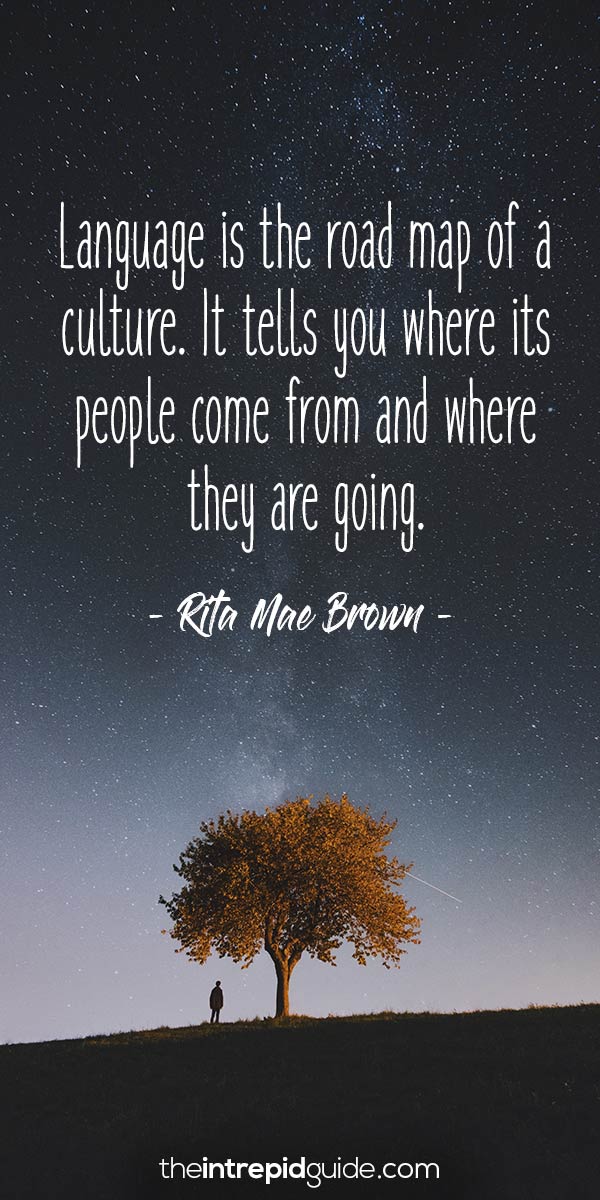 Language is the road map of a
culture. It tells you where its
people come from and where
they are going.
- Rita Mae Brown -
theintrepidguide.com